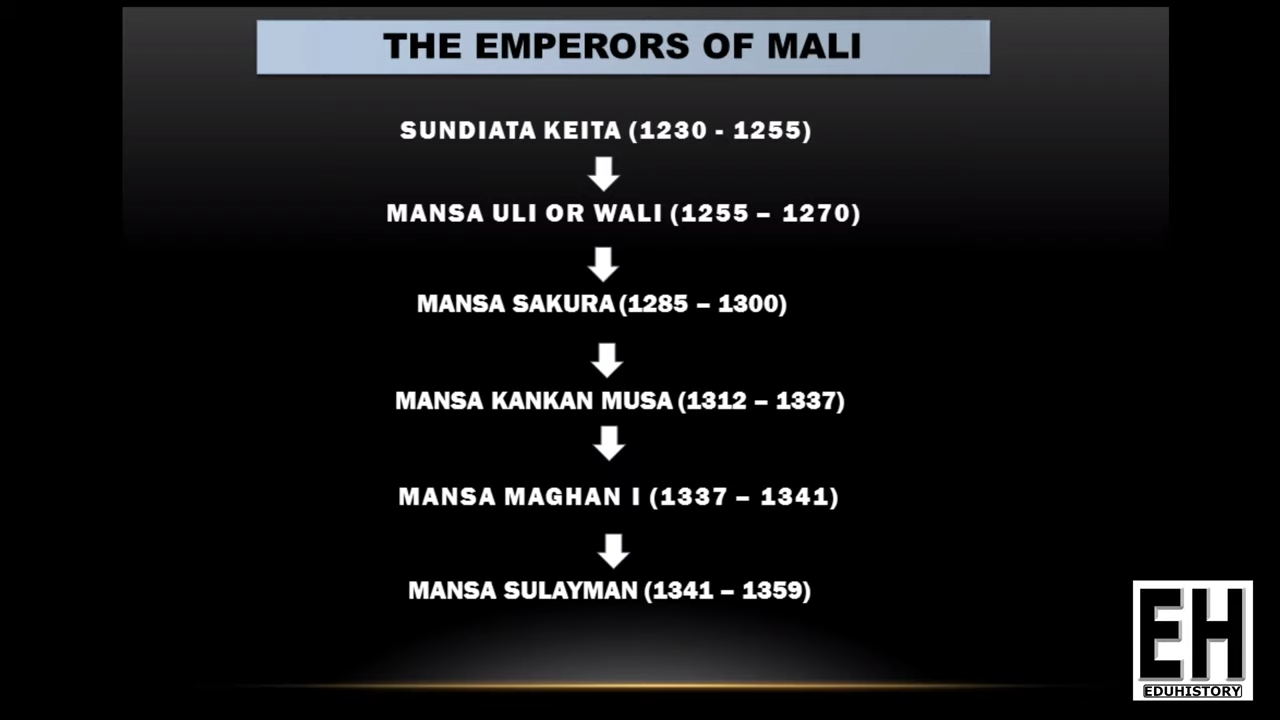 THE EMPERORS OF MALI
SUNDIATA KEITA (1230 - 1255)
MANSA ULI OR WALI (1255 – 1270)
MANSA SAKURA (1285 – 1300)
MANSA KANKAN MUSA (1312 – 1337)
MANSA MAGHAN I (1337 – 1341)
MANSA SULAYMAN (1341 – 1359)
EH
EDUHISTORY